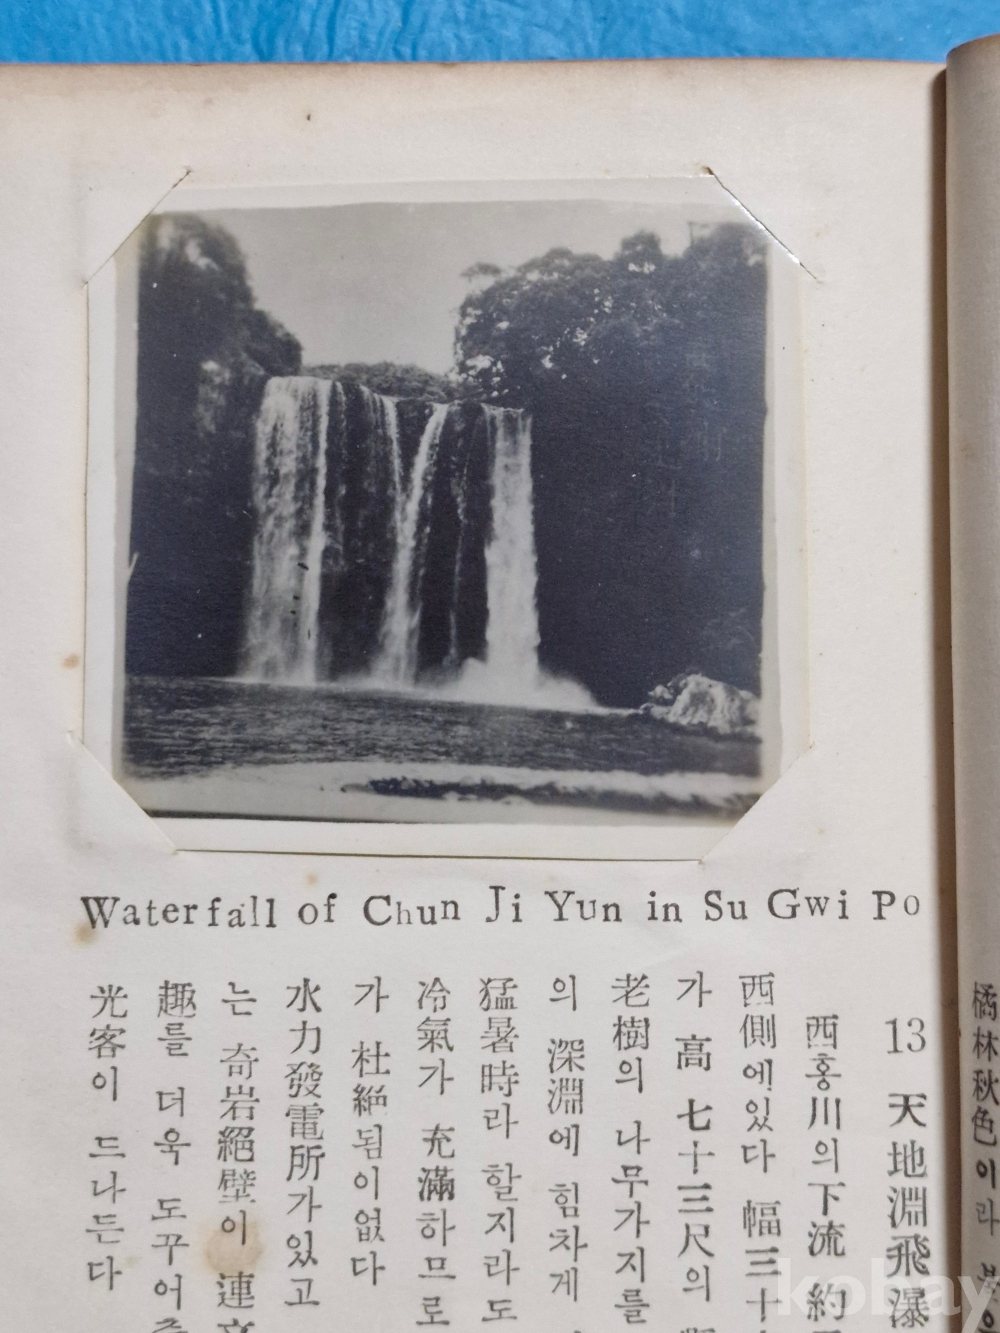 Waterfall of Chun Ji Yun in Su Gwi Po
橘林秋色이라
13 天地淵飛瀑
西홍川의下流 約
西側에있다 幅三十
가 高 七十三尺의
老樹의 나무가지를
의 深淵에 힘차게
猛暑時라 할지라도
冷氣가 充滿하므로
가 杜絕됨이없다
水力發電所가있고
는 奇岩絕壁이 連
趣를 더욱 도꾸어
光客이 드나든다
kobay